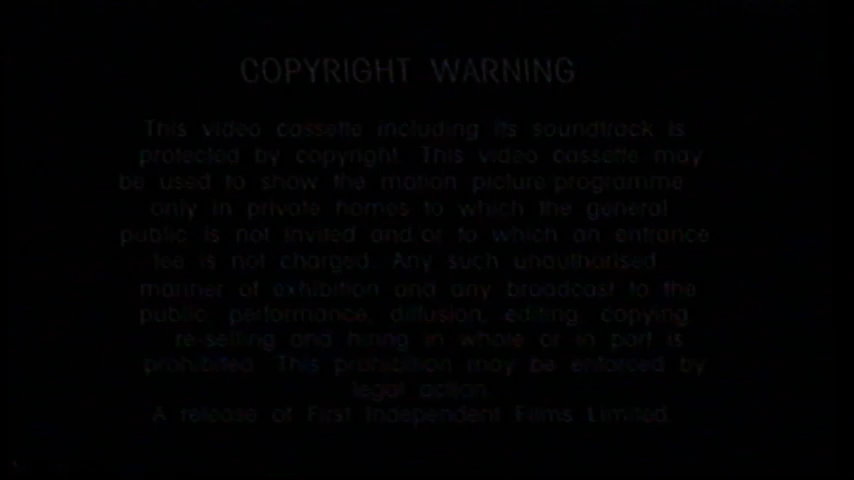 COPYRIGHT WARNING
This video cassette including its soundtrack is
protected by copyright. This video cassette may
be used to show the motion picture programme
only in private homes to which the general
public is not invited and/or to which an entrance
fee is not charged. Any such unauthorised
manner of exhibition and any broadcast to the
public, performance, diffusion, editing, copying,
re-selling and hiring in whole or in part is
prohibited. This prohibition may be enforced by
legal action.
A release of First Independent Films Limited.